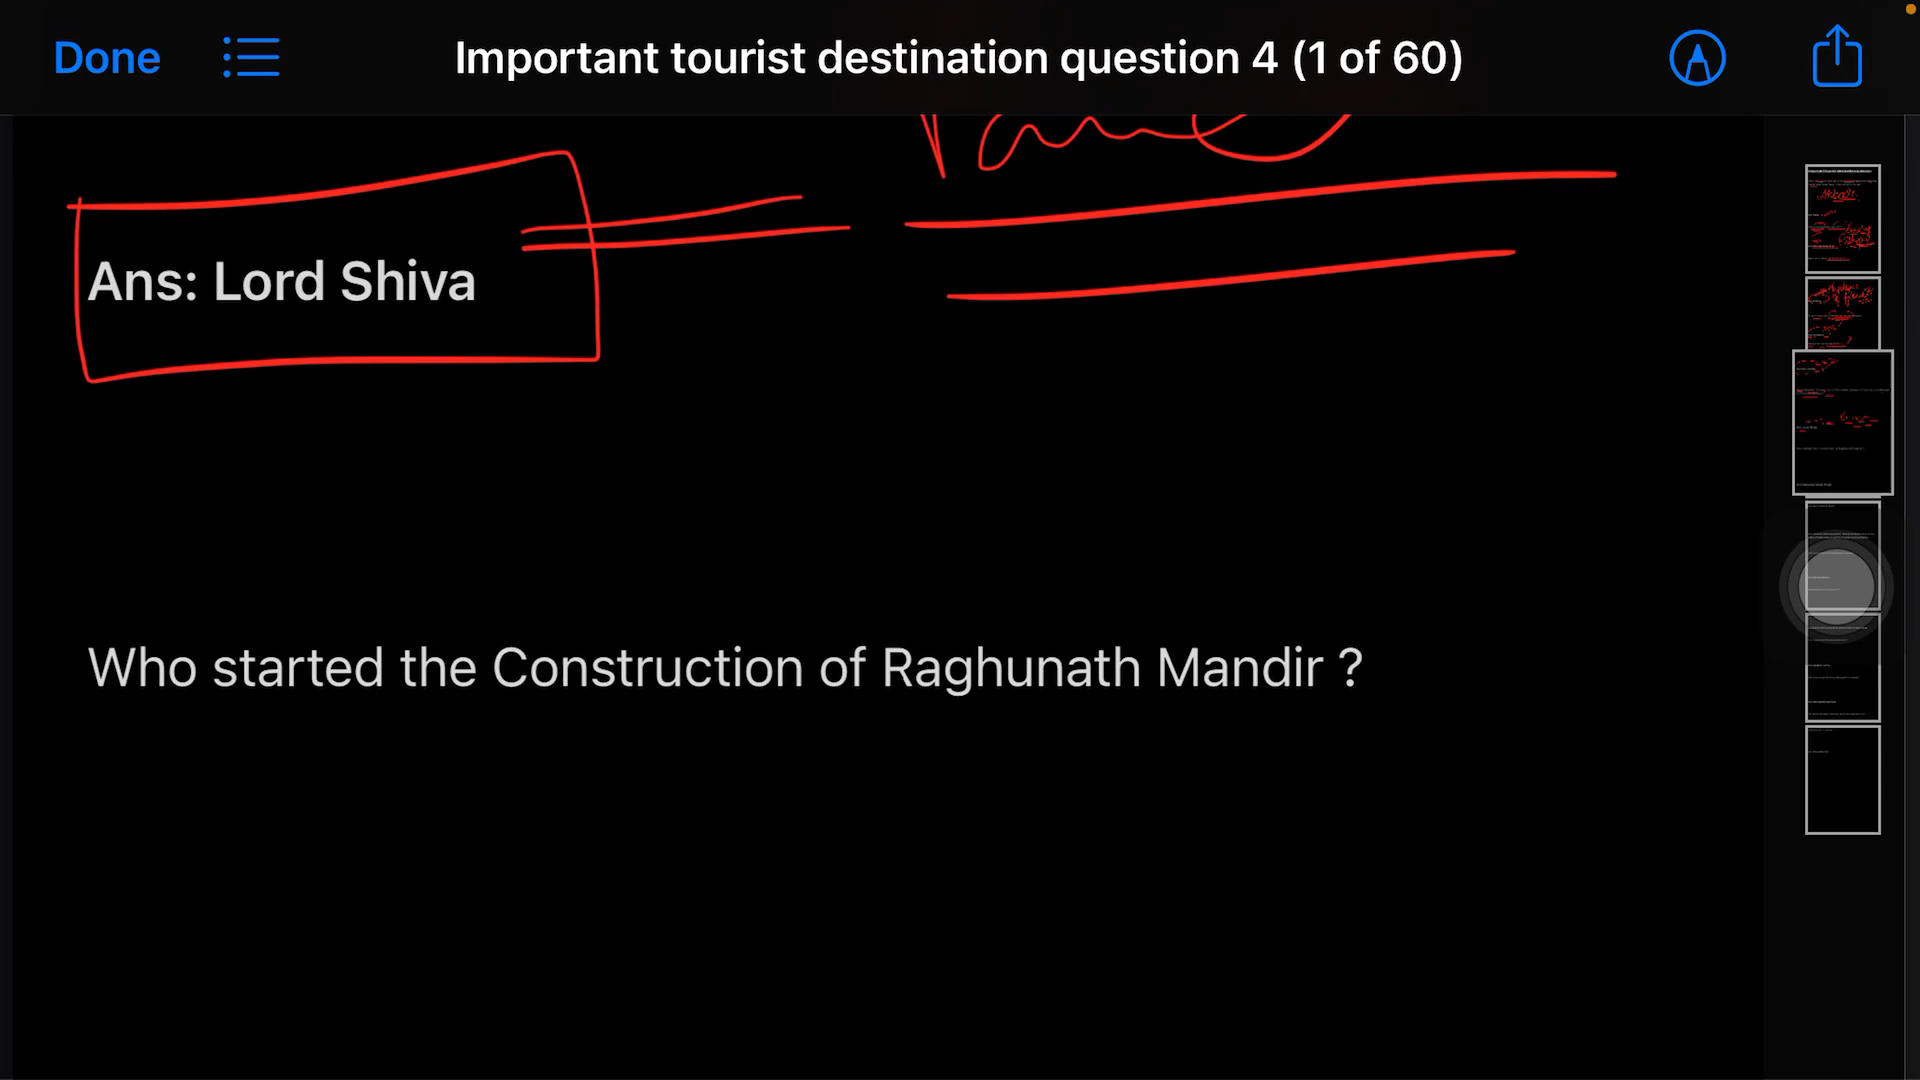 Done
Important tourist destination question 4 (1 of 60)
Ans: Lord Shiva
Who started the Construction of Raghunath Mandir ?